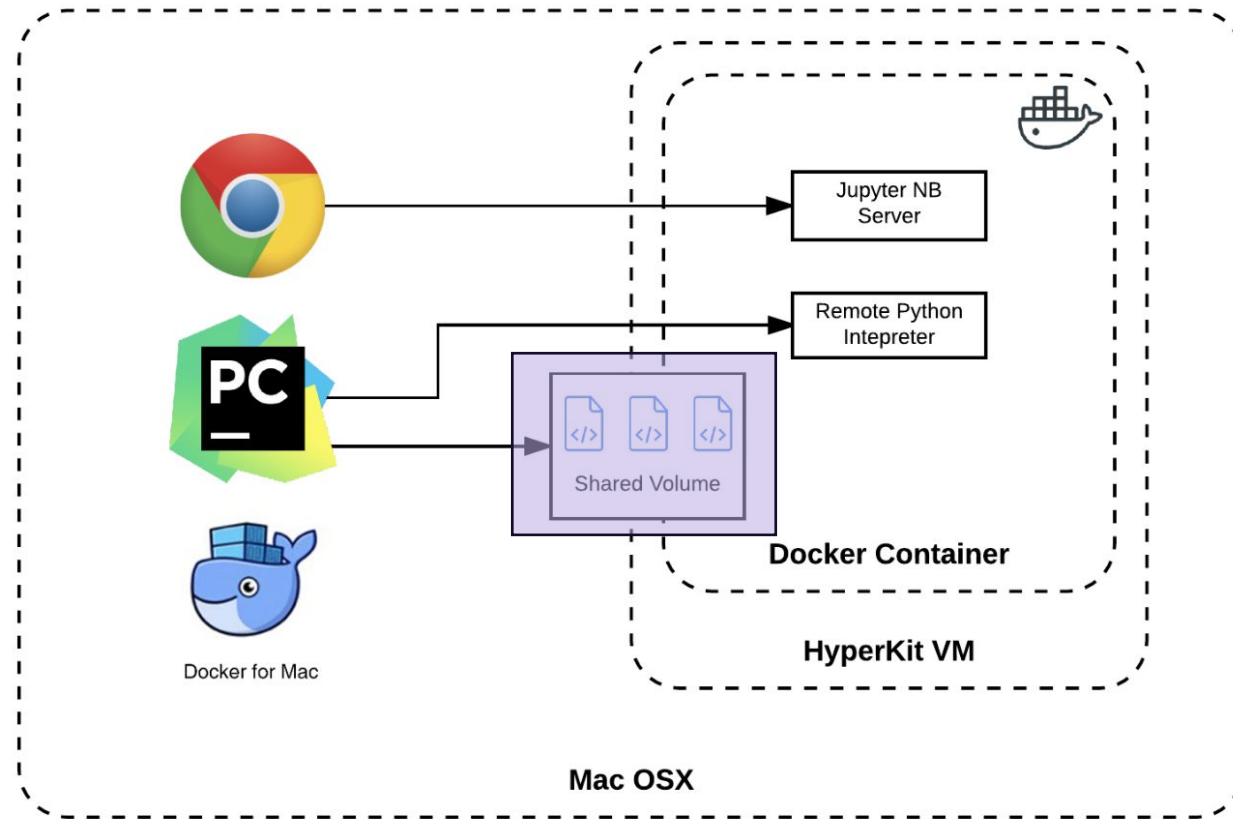 Jupyter NB
Server
Remote Python
Intepreter
PC
</>
</>
</>
Shared Volume
Docker Container
Docker for Mac
HyperKit VM
Mac OSX